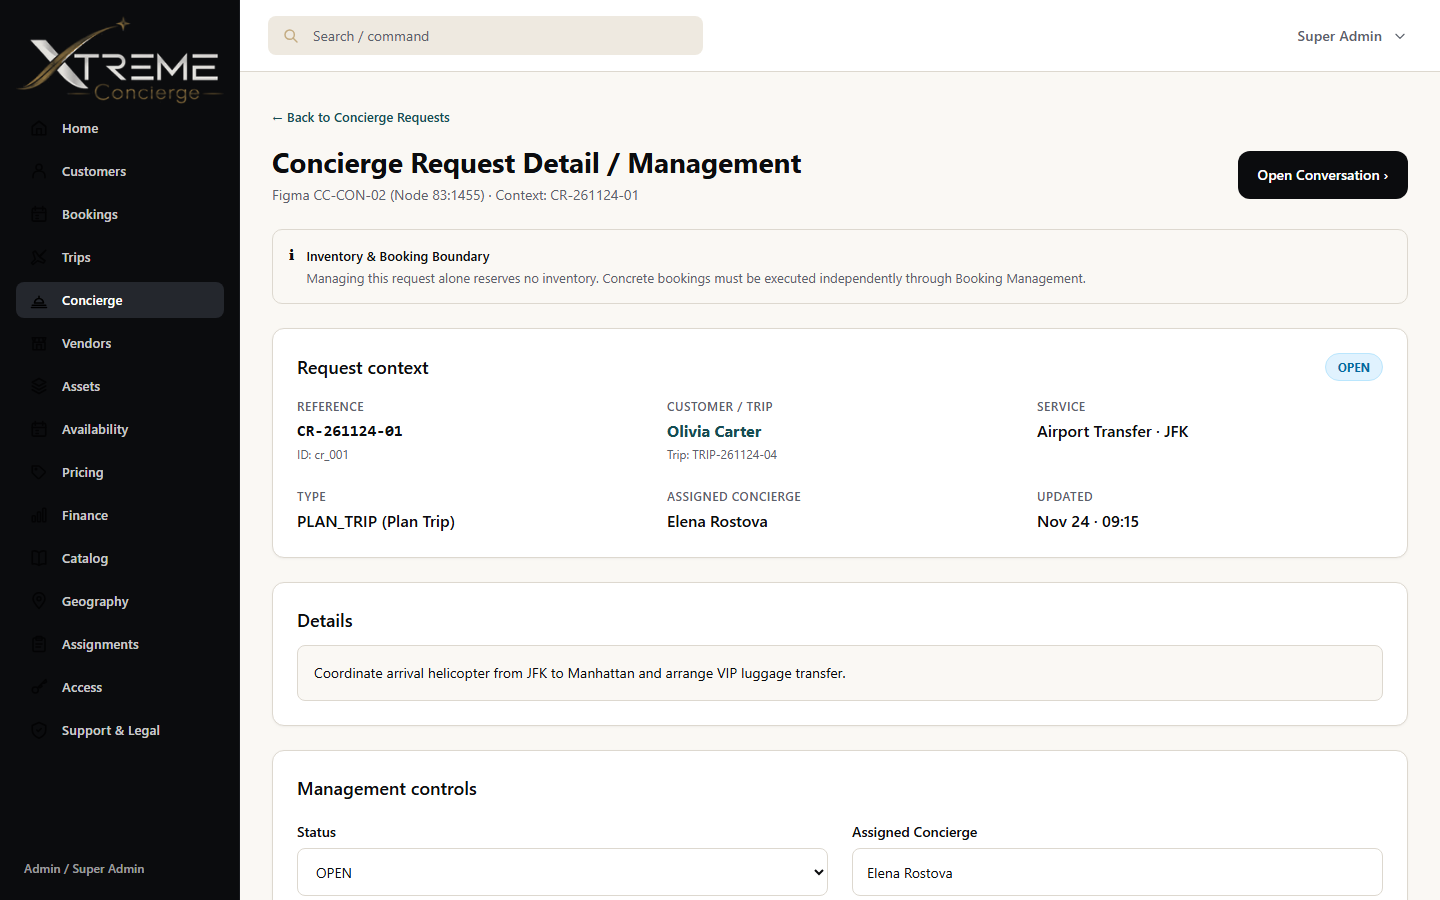 XTREME
Concierge
Home
Customers
Bookings
Trips
Concierge
Vendors
Assets
Availability
Pricing
Finance
Catalog
Geography
Assignments
Access
Support & Legal
Admin / Super Admin
Search / command
Super Admin
← Back to Concierge Requests
Concierge Request Detail / Management
Figma CC-CON-02 (Node 83:1455) · Context: CR-261124-01
Open Conversation ›
Inventory & Booking Boundary
Managing this request alone reserves no inventory. Concrete bookings must be executed independently through Booking Management.
Request context
OPEN
REFERENCE
CR-261124-01
ID: cr_001
CUSTOMER / TRIP
Olivia Carter
Trip: TRIP-261124-04
SERVICE
Airport Transfer · JFK
TYPE
PLAN_TRIP (Plan Trip)
ASSIGNED CONCIERGE
Elena Rostova
UPDATED
Nov 24 · 09:15
Details
Coordinate arrival helicopter from JFK to Manhattan and arrange VIP luggage transfer.
Management controls
Status
OPEN
Assigned Concierge
Elena Rostova